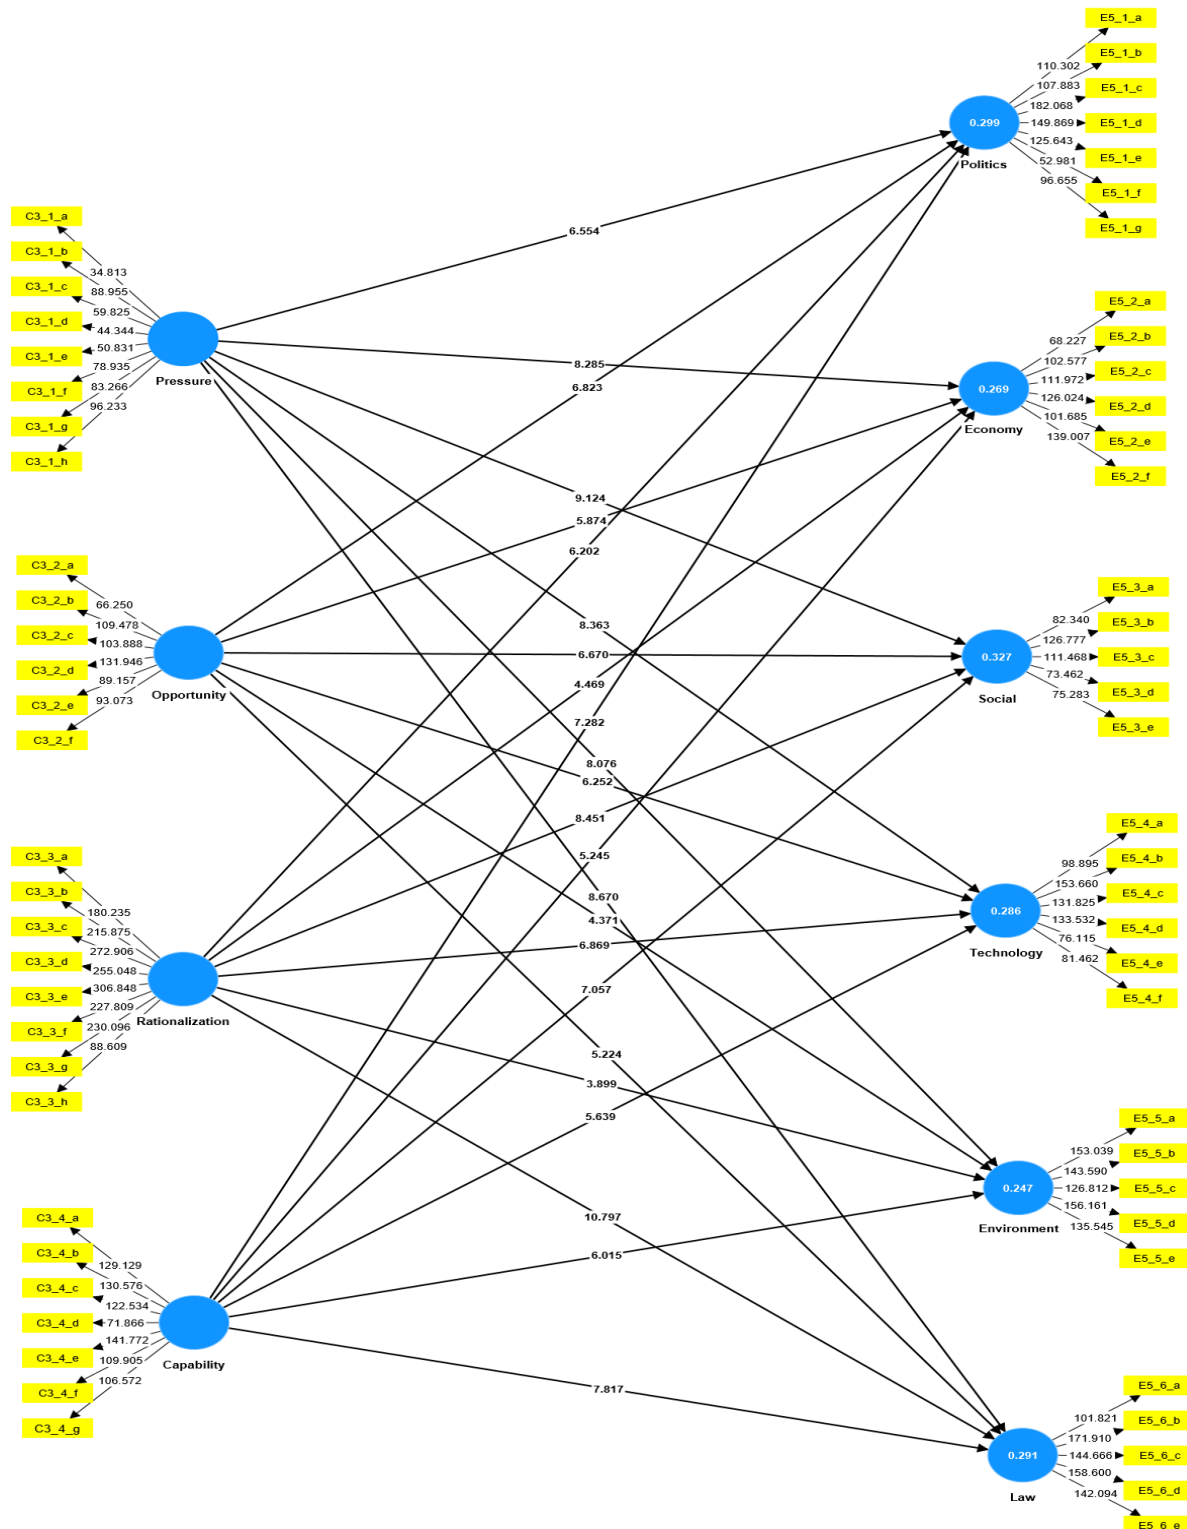 E5_1_a
E5_1_b
E5_1_c
E5_1_d
E5_1_e
E5_1_f
E5_1_g
110.302
107.883
182.068
149.869
125.643
52.981
96.655
0.299
Politics
C3_1_a
C3_1_b
C3_1_c
C3_1_d
C3_1_e
C3_1_f
C3_1_g
C3_1_h
34.813
88.955
59.825
44.344
50.831
78.935
83.266
96.233
Pressure
6.554
8.285
6.823
E5_2_a
E5_2_b
E5_2_c
E5_2_d
E5_2_e
E5_2_f
68.227
102.577
111.972
126.024
101.685
139.007
0.269
Economy
9.124
5.874
6.202
C3_2_a
C3_2_b
C3_2_c
C3_2_d
C3_2_e
C3_2_f
66.250
109.478
103.888
131.946
89.157
93.073
Opportunity
8.363
6.670
4.469
7.282
8.076
6.252
8.451
E5_3_a
E5_3_b
E5_3_c
E5_3_d
E5_3_e
82.340
126.777
111.468
73.462
75.283
0.327
Social
C3_3_a
C3_3_b
C3_3_c
C3_3_d
C3_3_e
C3_3_f
C3_3_g
C3_3_h
180.235
215.875
272.906
255.048
306.848
227.809
230.096
88.609
Rationalization
5.245
8.670
4.371
6.869
7.057
5.224
3.899
5.639
E5_4_a
E5_4_b
E5_4_c
E5_4_d
E5_4_e
E5_4_f
98.895
153.660
131.825
133.532
76.115
81.462
0.286
Technology
C3_4_a
C3_4_b
C3_4_c
C3_4_d
C3_4_e
C3_4_f
C3_4_g
129.129
130.576
122.534
71.866
141.772
109.905
106.572
Capability
10.797
6.015
7.817
E5_5_a
E5_5_b
E5_5_c
E5_5_d
E5_5_e
153.039
143.590
126.812
156.161
135.545
0.247
Environment
E5_6_a
E5_6_b
E5_6_c
E5_6_d
E5_6_e
101.821
171.910
144.666
158.600
142.094
0.291
Law